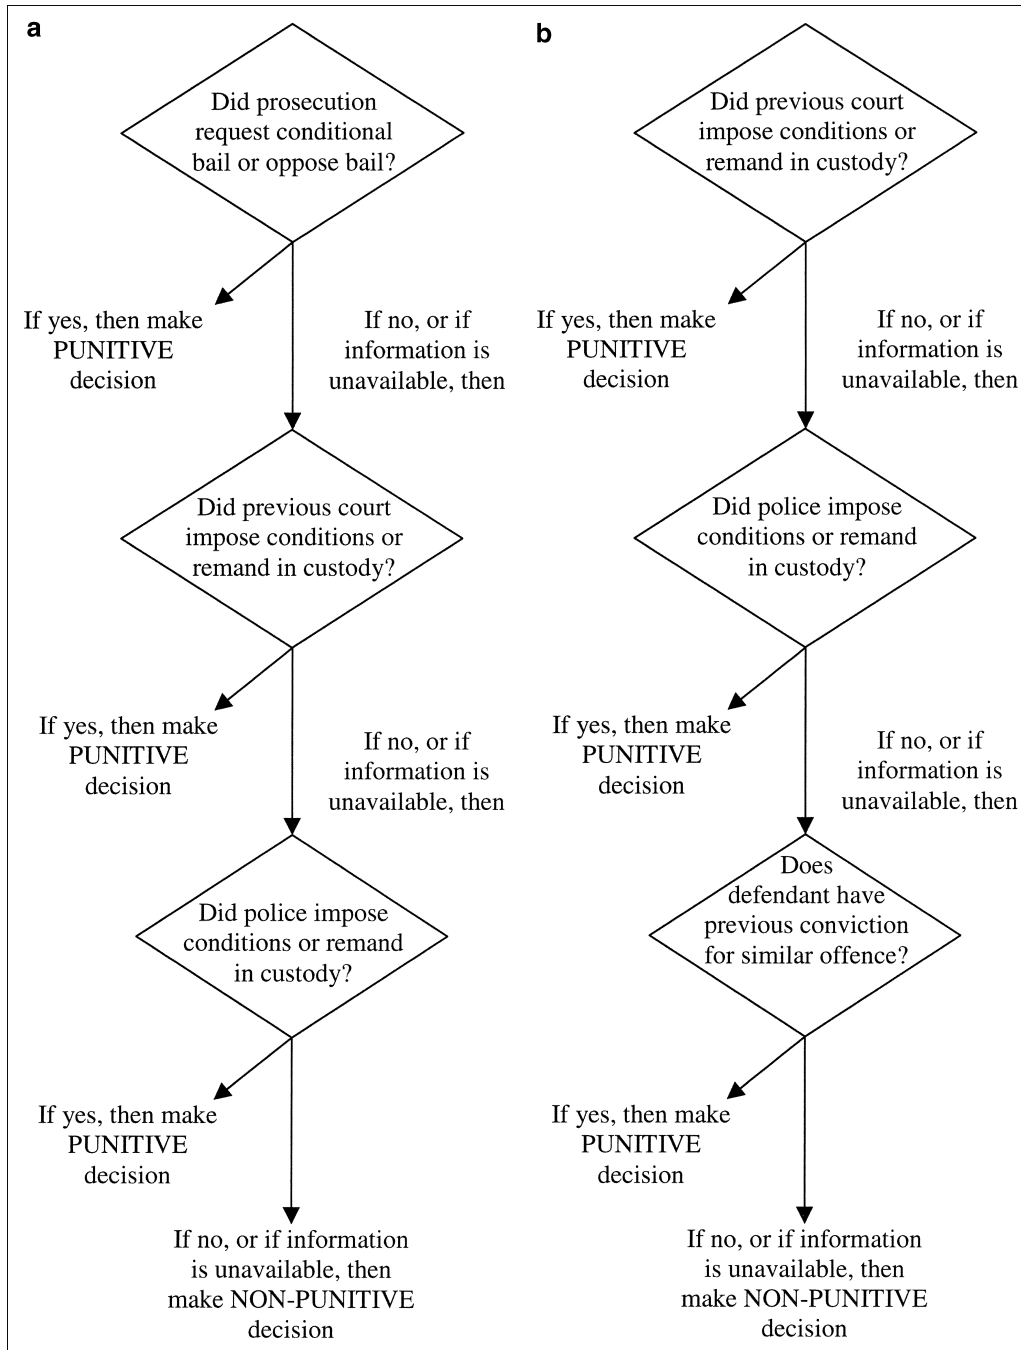 a
Did prosecution
request conditional
bail or oppose bail?
If yes, then make
PUNITIVE
decision
If no, or if
information is
unavailable, then
Did previous court
impose conditions or
remand in custody?
If yes, then make
PUNITIVE
decision
If no, or if
information is
unavailable, then
Did police impose
conditions or remand
in custody?
If yes, then make
PUNITIVE
decision
If no, or if information
is unavailable, then
make NON-PUNITIVE
decision
b
Did previous court
impose conditions or
remand in custody?
If yes, then make
PUNITIVE
decision
If no, or if
information is
unavailable, then
Did police impose
conditions or remand
in custody?
If yes, then make
PUNITIVE
decision
If no, or if
information is
unavailable, then
Does
defendant have
previous conviction
for similar offence?
If yes, then make
PUNITIVE
decision
If no, or if information
is unavailable, then
make NON-PUNITIVE
decision